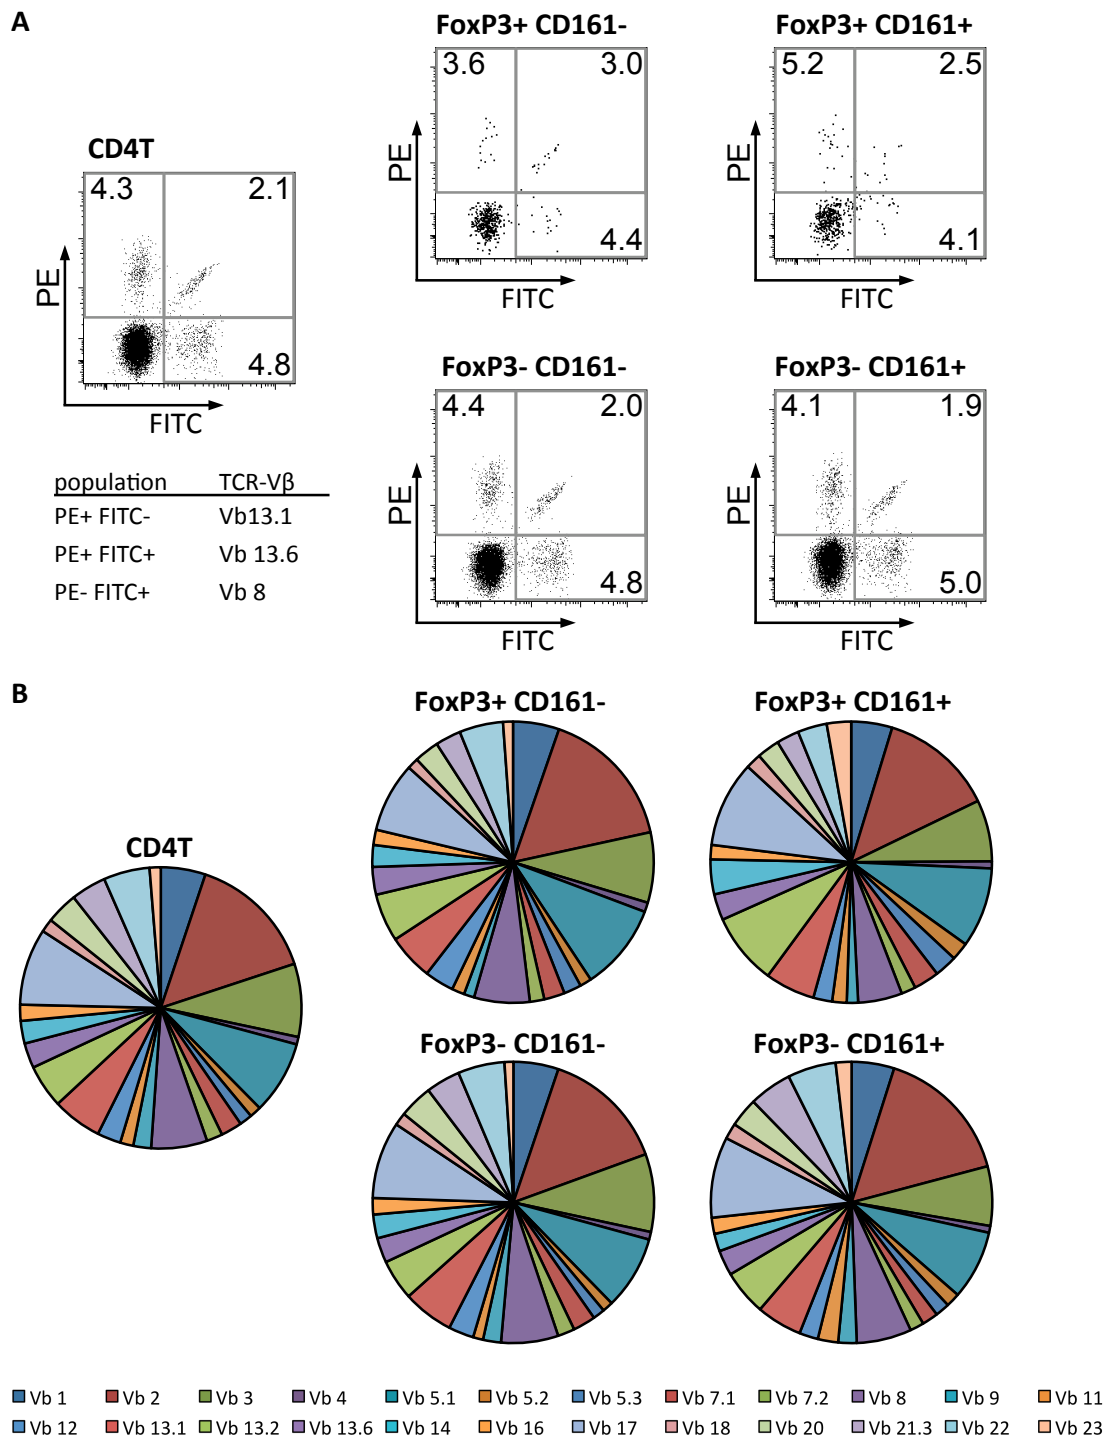 A
FoxP3+ CD161-
FoxP3+ CD161+
3.6 3.0
5.2 2.5
PE
PE
4.4
4.1
FITC
FITC
CD4T
4.3 2.1
PE
4.8
FITC
FoxP3- CD161-
FoxP3- CD161+
4.4 2.0
4.1 1.9
PE
PE
4.8
5.0
FITC
FITC
population TCR-Vβ
PE+ FITC- Vb13.1
PE+ FITC+ Vb 13.6
PE- FITC+ Vb 8
B
FoxP3+ CD161-
FoxP3+ CD161+
CD4T
FoxP3- CD161-
FoxP3- CD161+
Vb 1 Vb 2 Vb 3 Vb 4 Vb 5.1 Vb 5.2 Vb 5.3 Vb 7.1 Vb 7.2 Vb 8 Vb 9 Vb 11
Vb 12 Vb 13.1 Vb 13.2 Vb 13.6 Vb 14 Vb 16 Vb 17 Vb 18 Vb 20 Vb 21.3 Vb 22 Vb 23